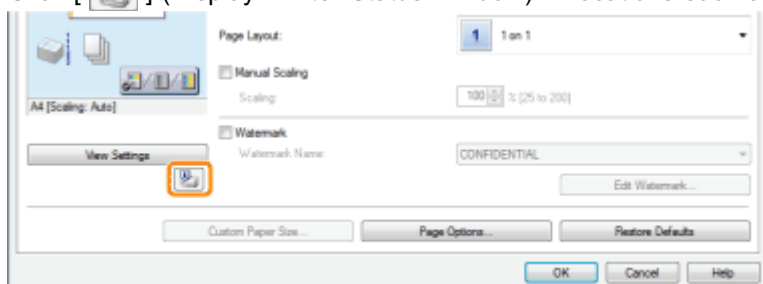 Page Layout:
1 1 on 1
Manual Scaling
Scaling: 100 % [25 to 200]
A4 [Scaling: Auto]
Watermark
View Settings
Watermark Name: CONFIDENTIAL
Edit Watermark...
Custom Paper Size... Page Options... Restore Defaults
OK Cancel Help